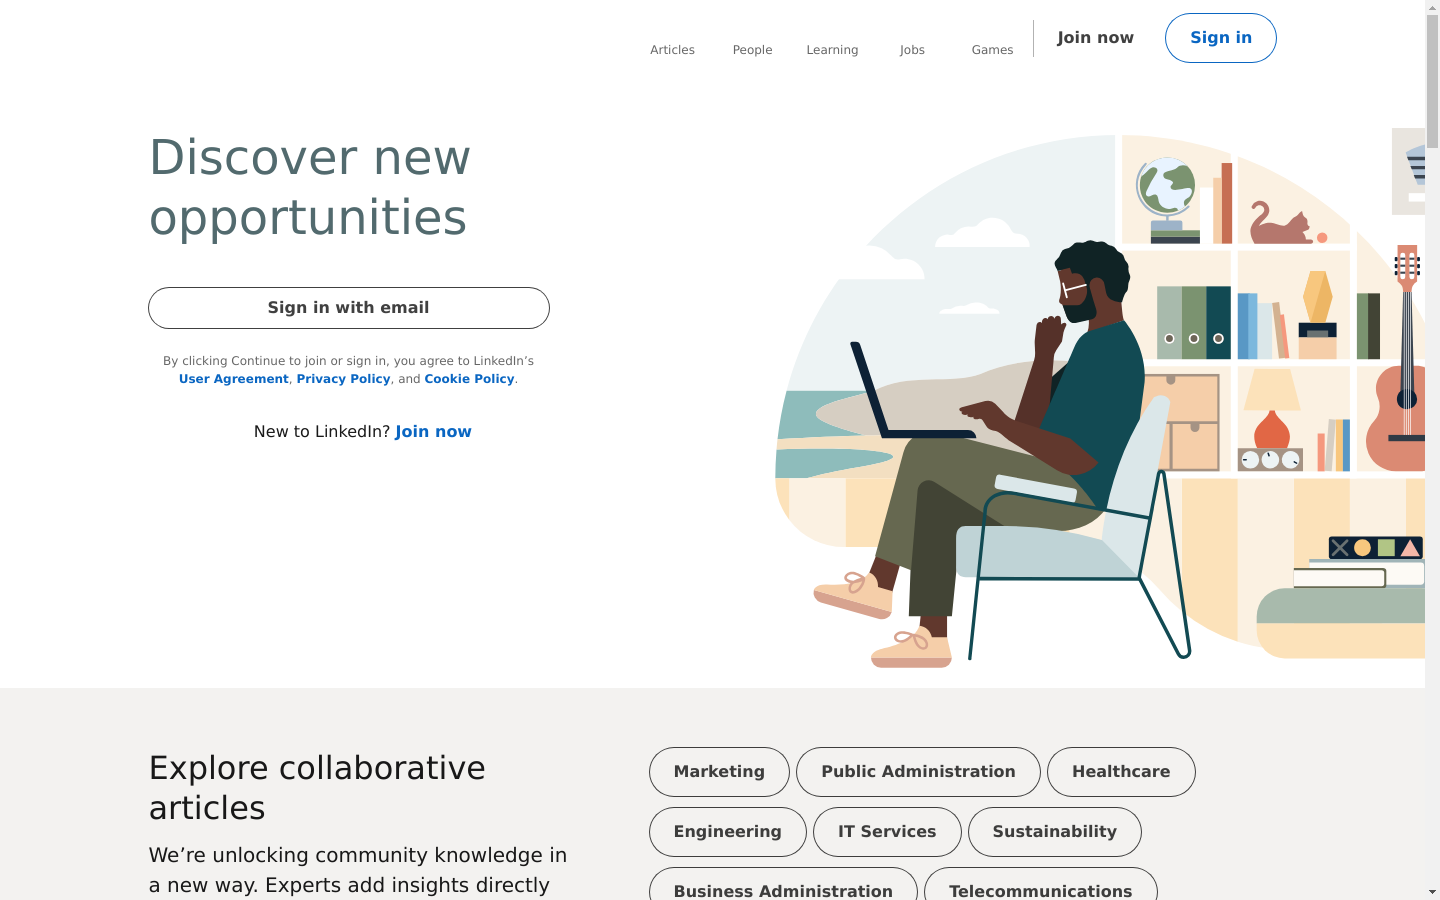 Articles
People
Learning
Jobs
Games
Join now
Sign in
Discover new
opportunities
Sign in with email
By clicking Continue to join or sign in, you agree to LinkedIn’s
User Agreement, Privacy Policy, and Cookie Policy.
New to LinkedIn? Join now
Explore collaborative
articles
We’re unlocking community knowledge in
a new way. Experts add insights directly
Marketing
Public Administration
Healthcare
Engineering
IT Services
Sustainability
Business Administration
Telecommunications